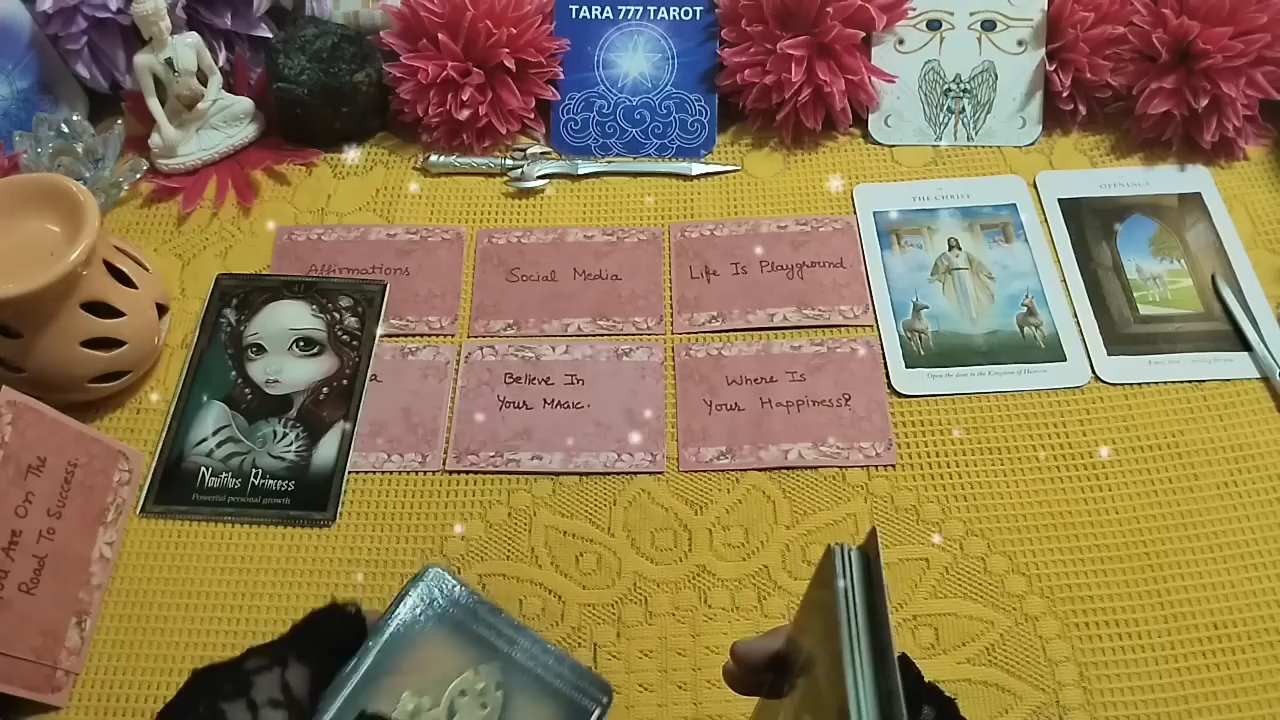 TARA 777 TAROT
THE CHRIST
OPENINGS
Affirmations
Social Media
Life Is Playground.
Believe In
Your MAGIC.
Where Is
Your Happiness?
Open the door to the Kingdom of Heaven
41
Nautilus Princess
Powerful personal growth
You Are On The
Road To Success.